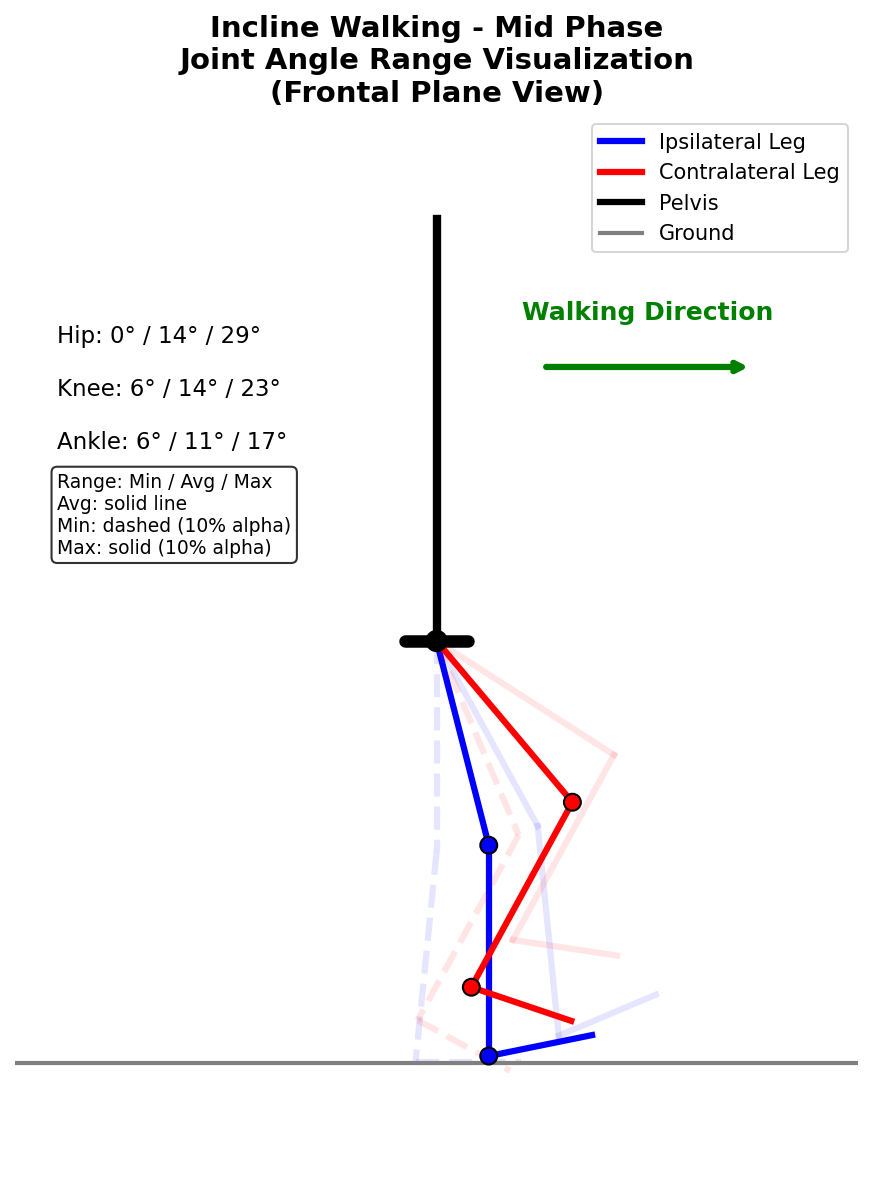 Incline Walking - Mid Phase
Joint Angle Range Visualization
(Frontal Plane View)
Ipsilateral Leg
Contralateral Leg
Pelvis
Ground
Walking Direction
Hip: 0° / 14° / 29°
Knee: 6° / 14° / 23°
Ankle: 6° / 11° / 17°
Range: Min / Avg / Max
Avg: solid line
Min: dashed (10% alpha)
Max: solid (10% alpha)